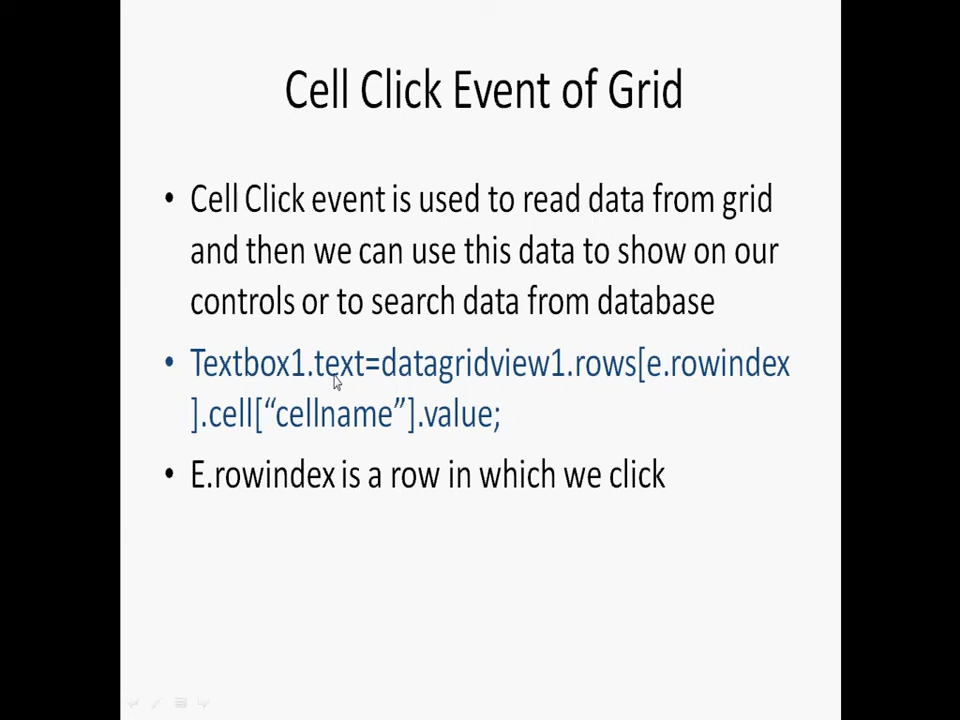 Cell Click Event of Grid
• Cell Click event is used to read data from grid
and then we can use this data to show on our
controls or to search data from database
• Textbox1.text=datagridview1.rows[e.rowindex
].cell[“cellname”].value;
• E.rowindex is a row in which we click